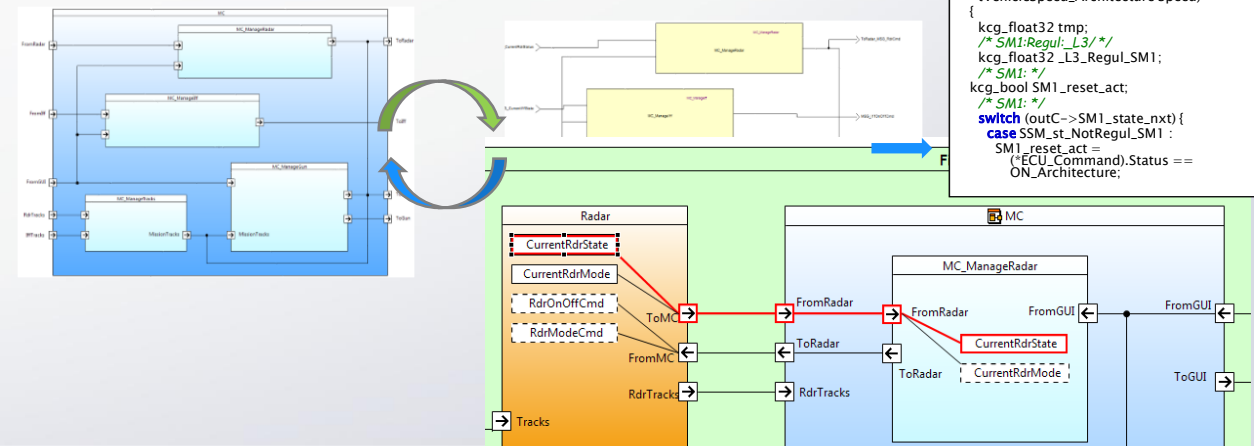 MC
MC_ManageRadar
FromRadar
ToRadar
MC_ManageIff
FromIff
ToIff
MC_ManageGun
FromGUI
MC_ManageTracks
RdrTracks
IffTracks
MissionTracks
MissionTracks
ToGun
MC_ManageRadar
MC_ManageRadar
MC_ManageIff
MC_ManageIff
{
kcg_float32 tmp;
/* SM1:Regul:_L3/ */
kcg_float32 _L3_Regul_SM1;
/* SM1: */
kcg_bool SM1_reset_act;
/* SM1: */
switch (outC->SM1_state_nxt) {
case SSM_st_NotRegul_SM1 :
SM1_reset_act =
(*ECU_Command).Status ==
ON_Architecture;
Radar
CurrentRdrState
CurrentRdrMode
RdrOnOffCmd
RdrModeCmd
ToMC
FromMC
RdrTracks
Tracks
MC
FromRadar
ToRadar
RdrTracks
MC_ManageRadar
FromRadar
FromGUI
CurrentRdrState
CurrentRdrMode
ToRadar
FromGUI
ToGUI